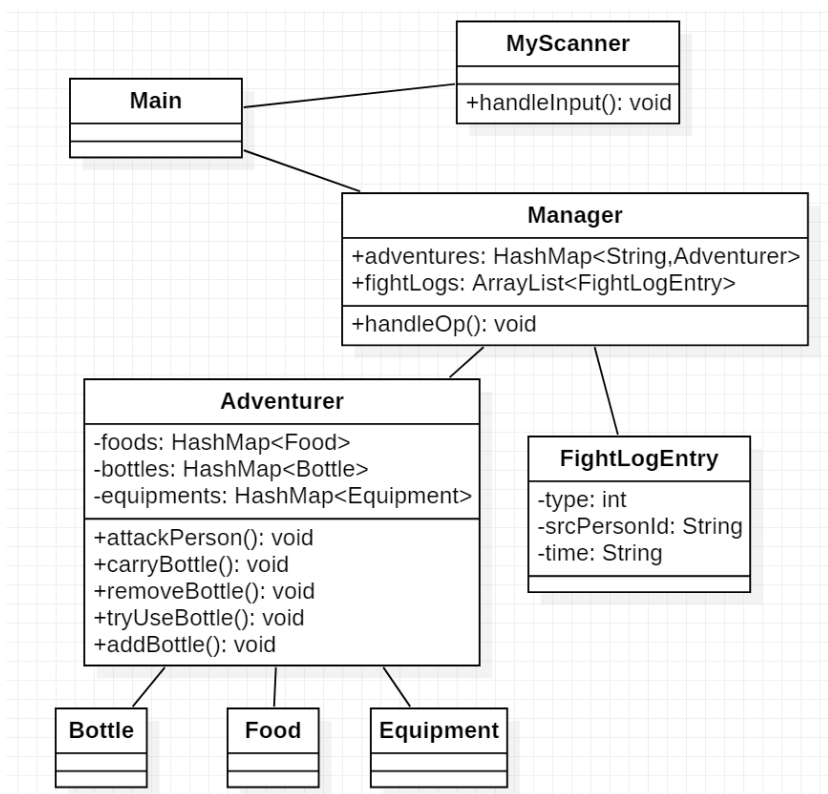 MyScanner
+handleInput(): void
Main
Manager
+adventures: HashMap<String,Adventurer>
+fightLogs: ArrayList<FightLogEntry>
+handleOp(): void
Adventurer
-foods: HashMap<Food>
-bottles: HashMap<Bottle>
-equipments: HashMap<Equipment>
+attackPerson(): void
+carryBottle(): void
+removeBottle(): void
+tryUseBottle(): void
+addBottle(): void
FightLogEntry
-type: int
-srcPersonId: String
-time: String
Bottle
Food
Equipment